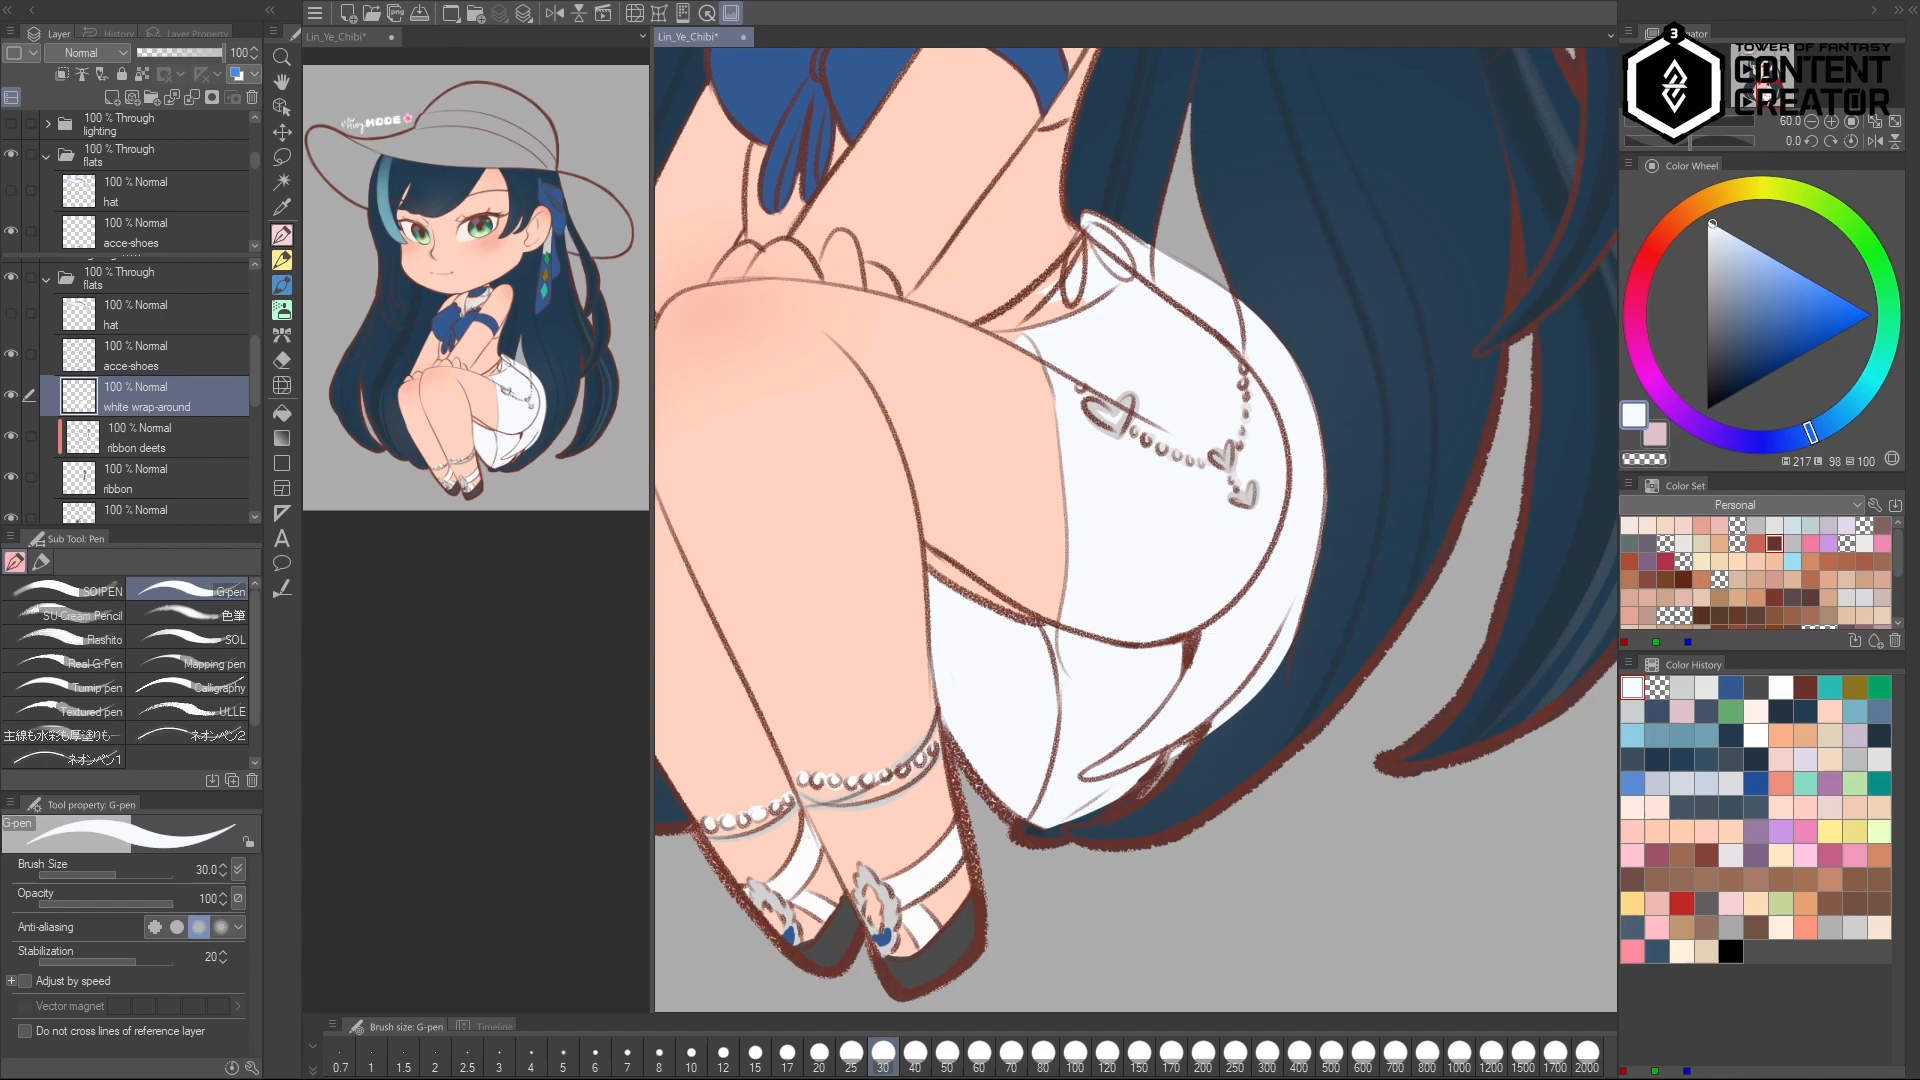 Layer
History
Layer Property
Normal
100
100 % Through
lighting
100 % Through
flats
100 % Normal
hat
100 % Normal
acce-shoes
100 % Through
flats
100 % Normal
hat
100 % Normal
acce-shoes
100 % Normal
white wrap-around
100 % Normal
ribbon deets
100 % Normal
ribbon
100 % Normal
Sub Tool: Pen
SOIPEN
G-pen
SU-Cream Pencil
色筆
Flashito
SOL
Real G-Pen
Mapping pen
Turnip pen
Calligraphy
Textured pen
ULLE
主線も水彩も厚塗りも一
ネオンペン2
ネオンペン1
Tool property: G-pen
G-pen
Brush Size
30.0
Opacity
100
Anti-aliasing
Stabilization
20
Adjust by speed
Vector magnet
Do not cross lines of reference layer
Lin_Ye_Chibi*
Lin_Ye_Chibi*
MODE
Brush size: G-pen
Timeline
0.7 1 1.5 2 2.5 3 4 5 6 7 8 10 12 15 17 20 25 30 40 50 60 70 80 100 120 150 170 200 250 300 400 500 600 700 800 1000 1200 1500 1700 2000
3
TOWER OF FANTASY
CONTENT
CREATOR
60.0
0.0
Color Wheel
217 98 100
Color Set
Personal
Color History